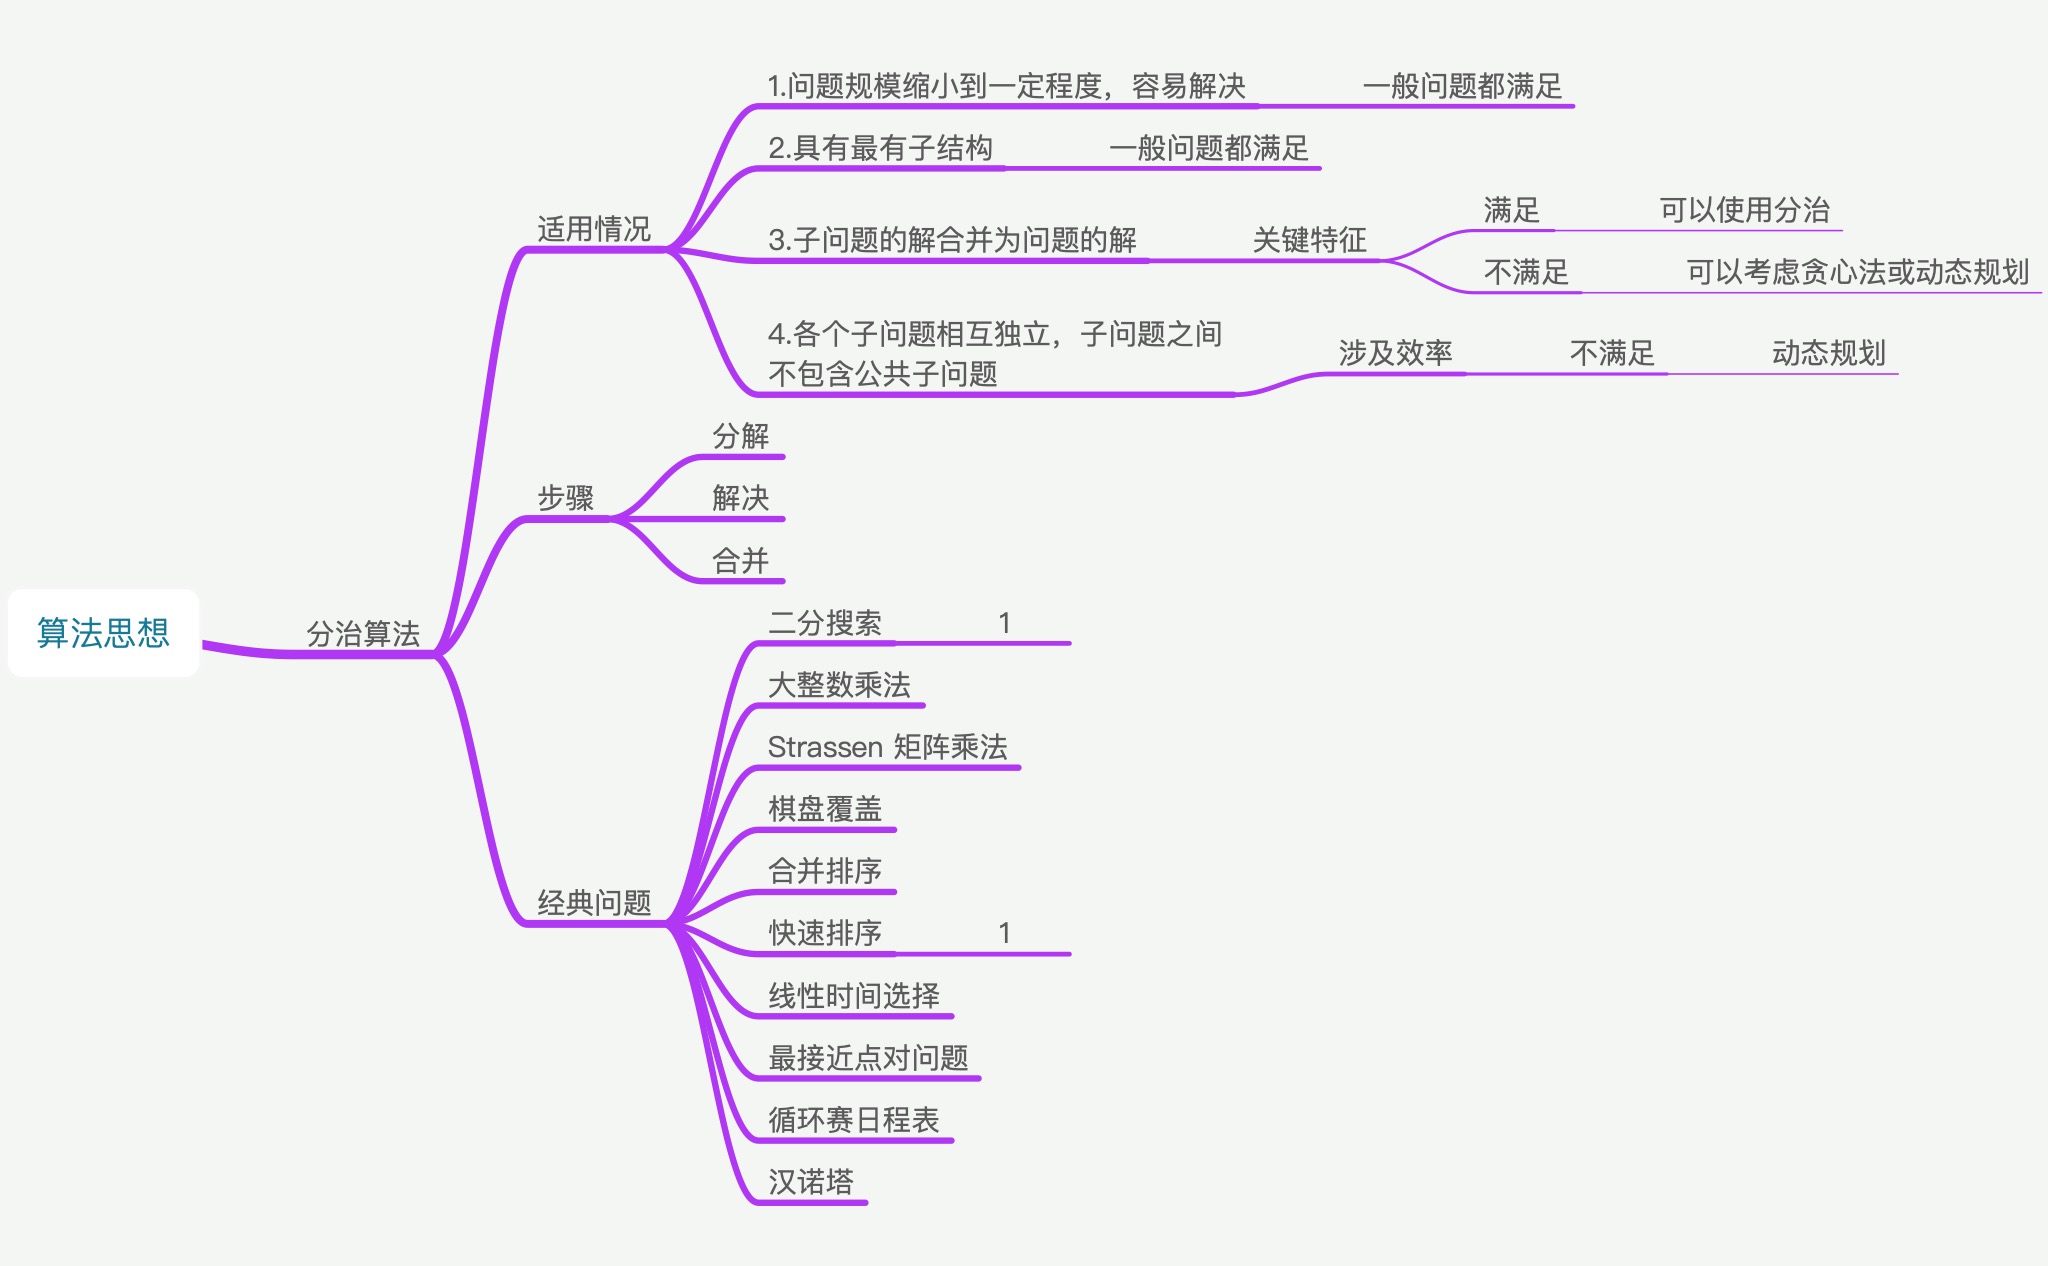 1.问题规模缩小到一定程度，容易解决
一般问题都满足
2.具有最有子结构
一般问题都满足
适用情况
3.子问题的解合并为问题的解
关键特征
满足
可以使用分治
不满足
可以考虑贪心法或动态规划
4.各个子问题相互独立，子问题之间
不包含公共子问题
涉及效率
不满足
动态规划
分解
步骤
解决
合并
算法思想
分治算法
二分搜索
1
大整数乘法
Strassen 矩阵乘法
棋盘覆盖
合并排序
经典问题
快速排序
1
线性时间选择
最接近点对问题
循环赛日程表
汉诺塔